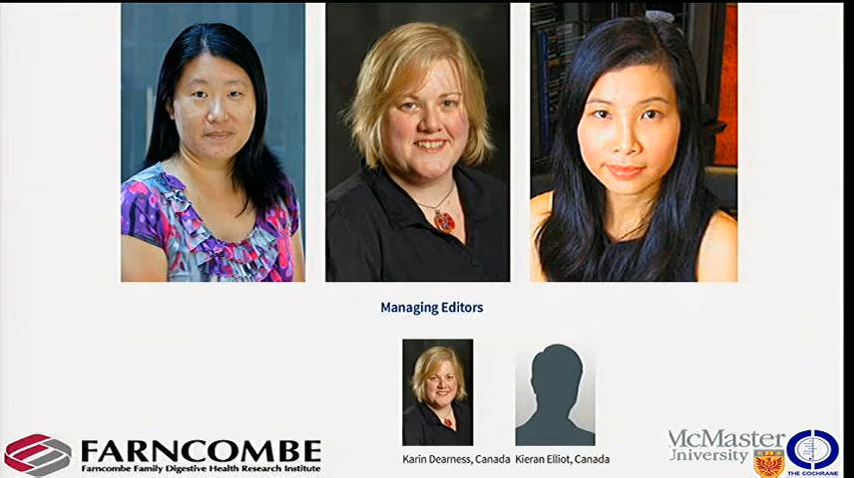 Managing Editors
Karin Dearness, Canada Kieran Elliot, Canada
FARNCOMBE
Farncombe Family Digestive Health Research Institute
McMaster
University
THE COCHRANE